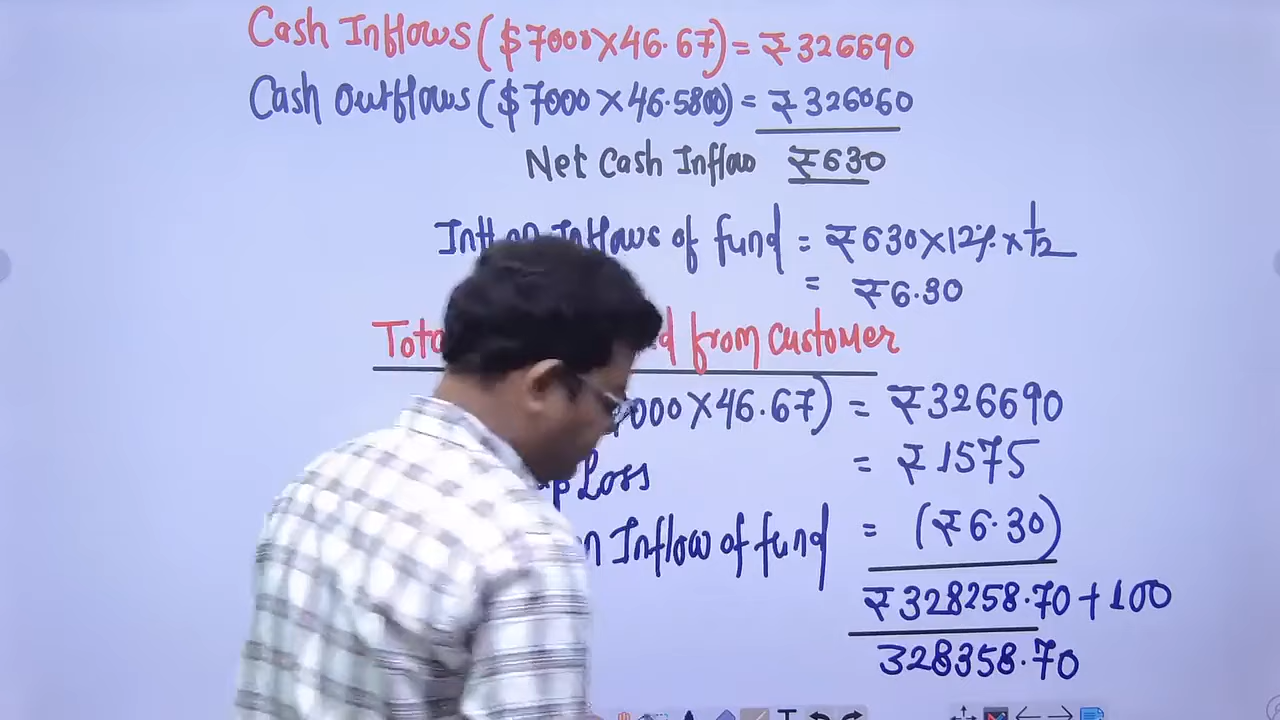 Cash Inflows ($7000×46.67) = ₹326690
Cash outflows ($7000×46.5800) = ₹326060
Net Cash Inflow ₹630
Int on Inflows of fund = ₹630×12%×1/12
= ₹6.30
from Customer
000×46.67) = ₹326690
Loss = ₹1575
Inflow of fund = (₹6.30)
₹328258.70+100
328358.70